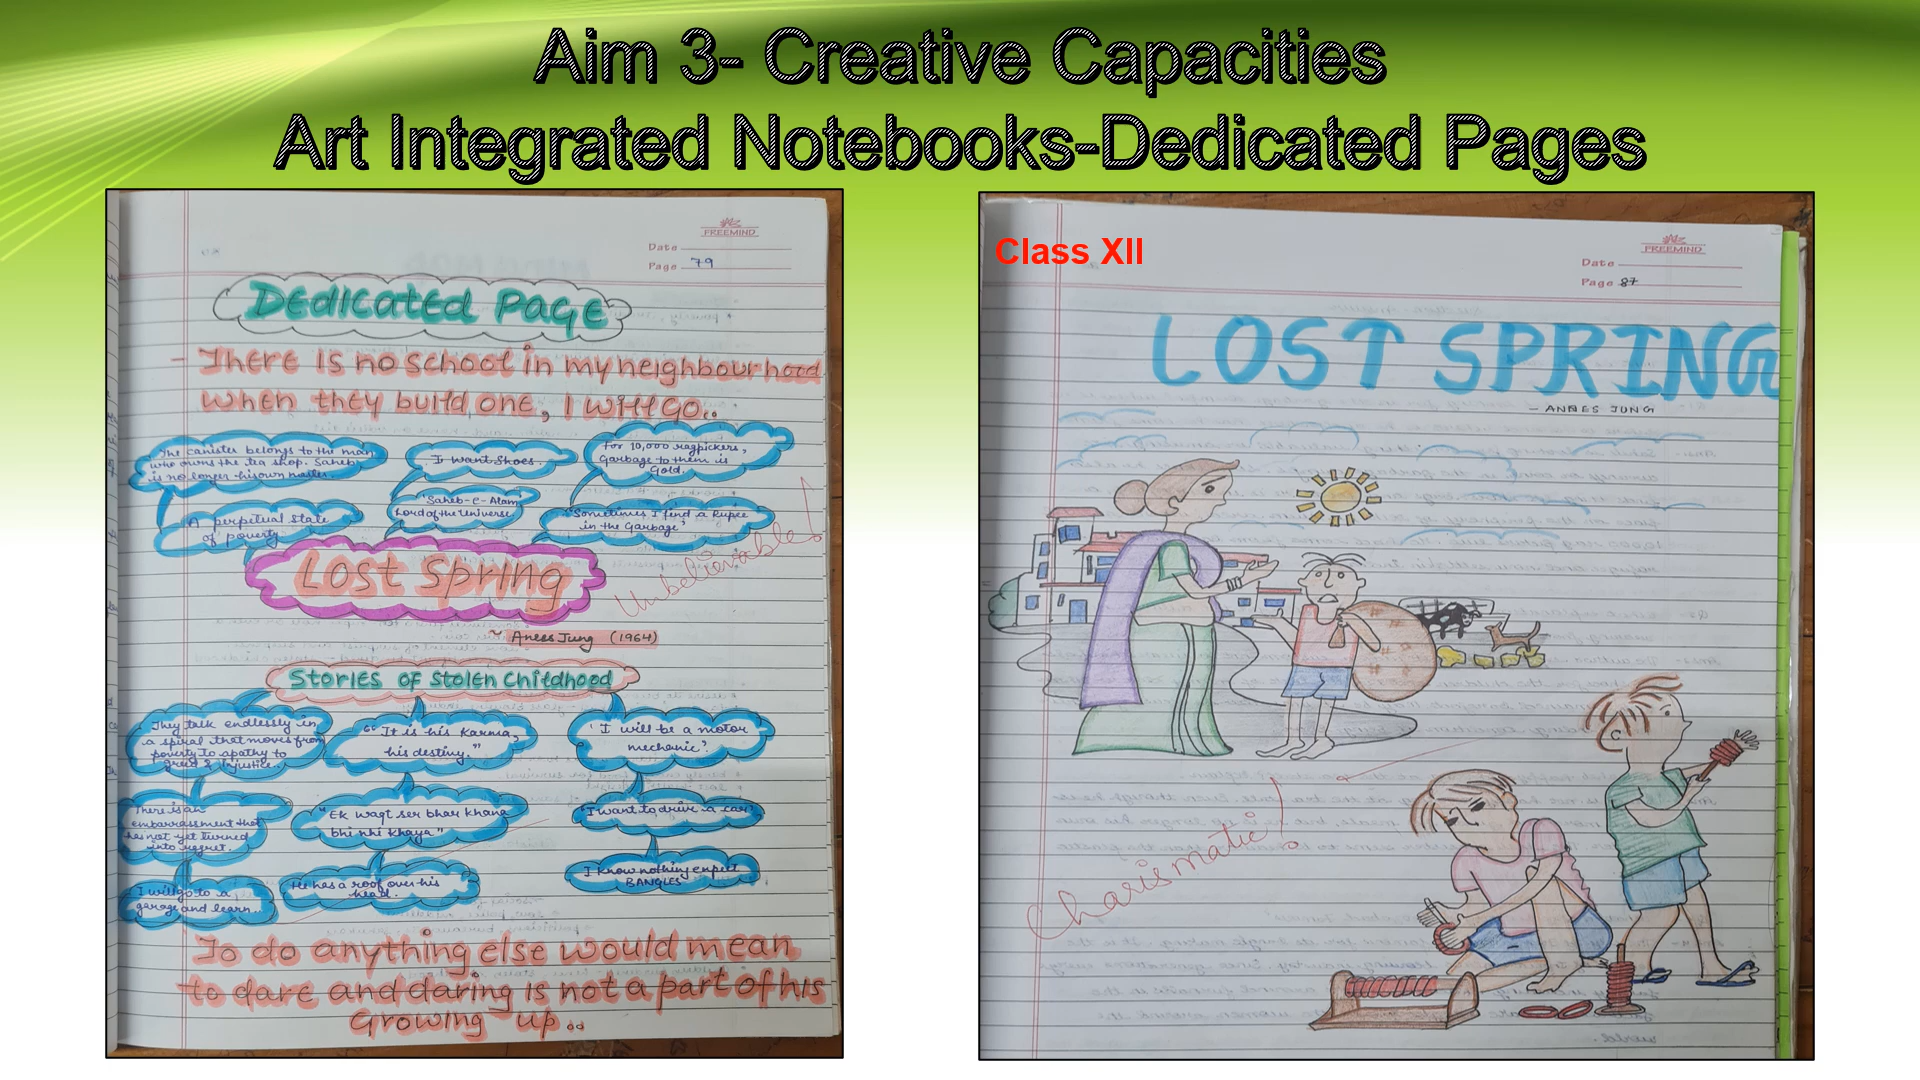 Aim 3- Creative Capacities
Art Integrated Notebooks-Dedicated Pages
FREEMIND
Date
Page 79
Dedicated Page
- There is no school in my neighbourhood
when they build one, I will go..
The canister belongs to the man
who owns the tea shop. Saheb
is no longer his own master.
I want Shoes.
For 10,000 ragpickers,
Garbage to them is
Gold.
A perpetual state
of poverty
'Saheb-e-Alam'
Lord of the Universe.
"Sometimes I find a Rupee
in the Garbage"
Unbelievable!
Lost Spring
~ Anees Jung (1964)
Stories of Stolen Childhood
They talk endlessly in
a spiral that moves from
poverty to apathy to
greed & Injustice..
"It is his Karma,
his destiny."
'I will be a motor
mechanic'.
There is an
embarrassment that
has not yet turned
into regret.
"Ek waqt ser bhar khana
bhi nhi khaya"
"I want to drive a car"
I will go to a
garage and learn...
He has a roof over his
head.
I know nothing except
BANGLES
To do anything else would mean
to dare and daring is not a part of his
Growing up..
Class XII
FREEMIND
Date
Page 87
LOST SPRING
- ANEES JUNG
Charismatic!